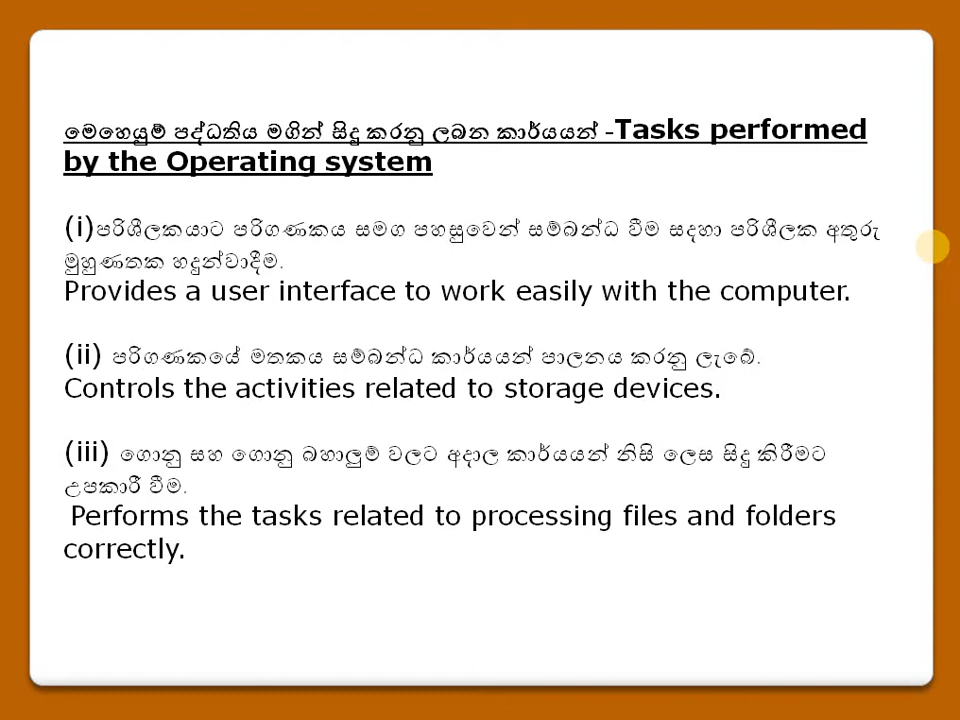 මෙහෙයුම් පද්ධතිය මගින් සිදු කරනු ලබන කාර්යයන් -Tasks performed
by the Operating system
(i)පරිශීලකයාට පරිගණකය සමග පහසුවෙන් සම්බන්ධ වීම සදහා පරිශීලක අතුරු
මුහුණතක හදුන්වාදීම.
Provides a user interface to work easily with the computer.
(ii) පරිගණකයේ මතකය සම්බන්ධ කාර්යයන් පාලනය කරනු ලැබේ.
Controls the activities related to storage devices.
(iii) ගොනු සහ ගොනු බහාලුම් වලට අදාල කාර්යයන් නිසි ලෙස සිදු කිරීමට
උපකාරී වීම.
Performs the tasks related to processing files and folders
correctly.